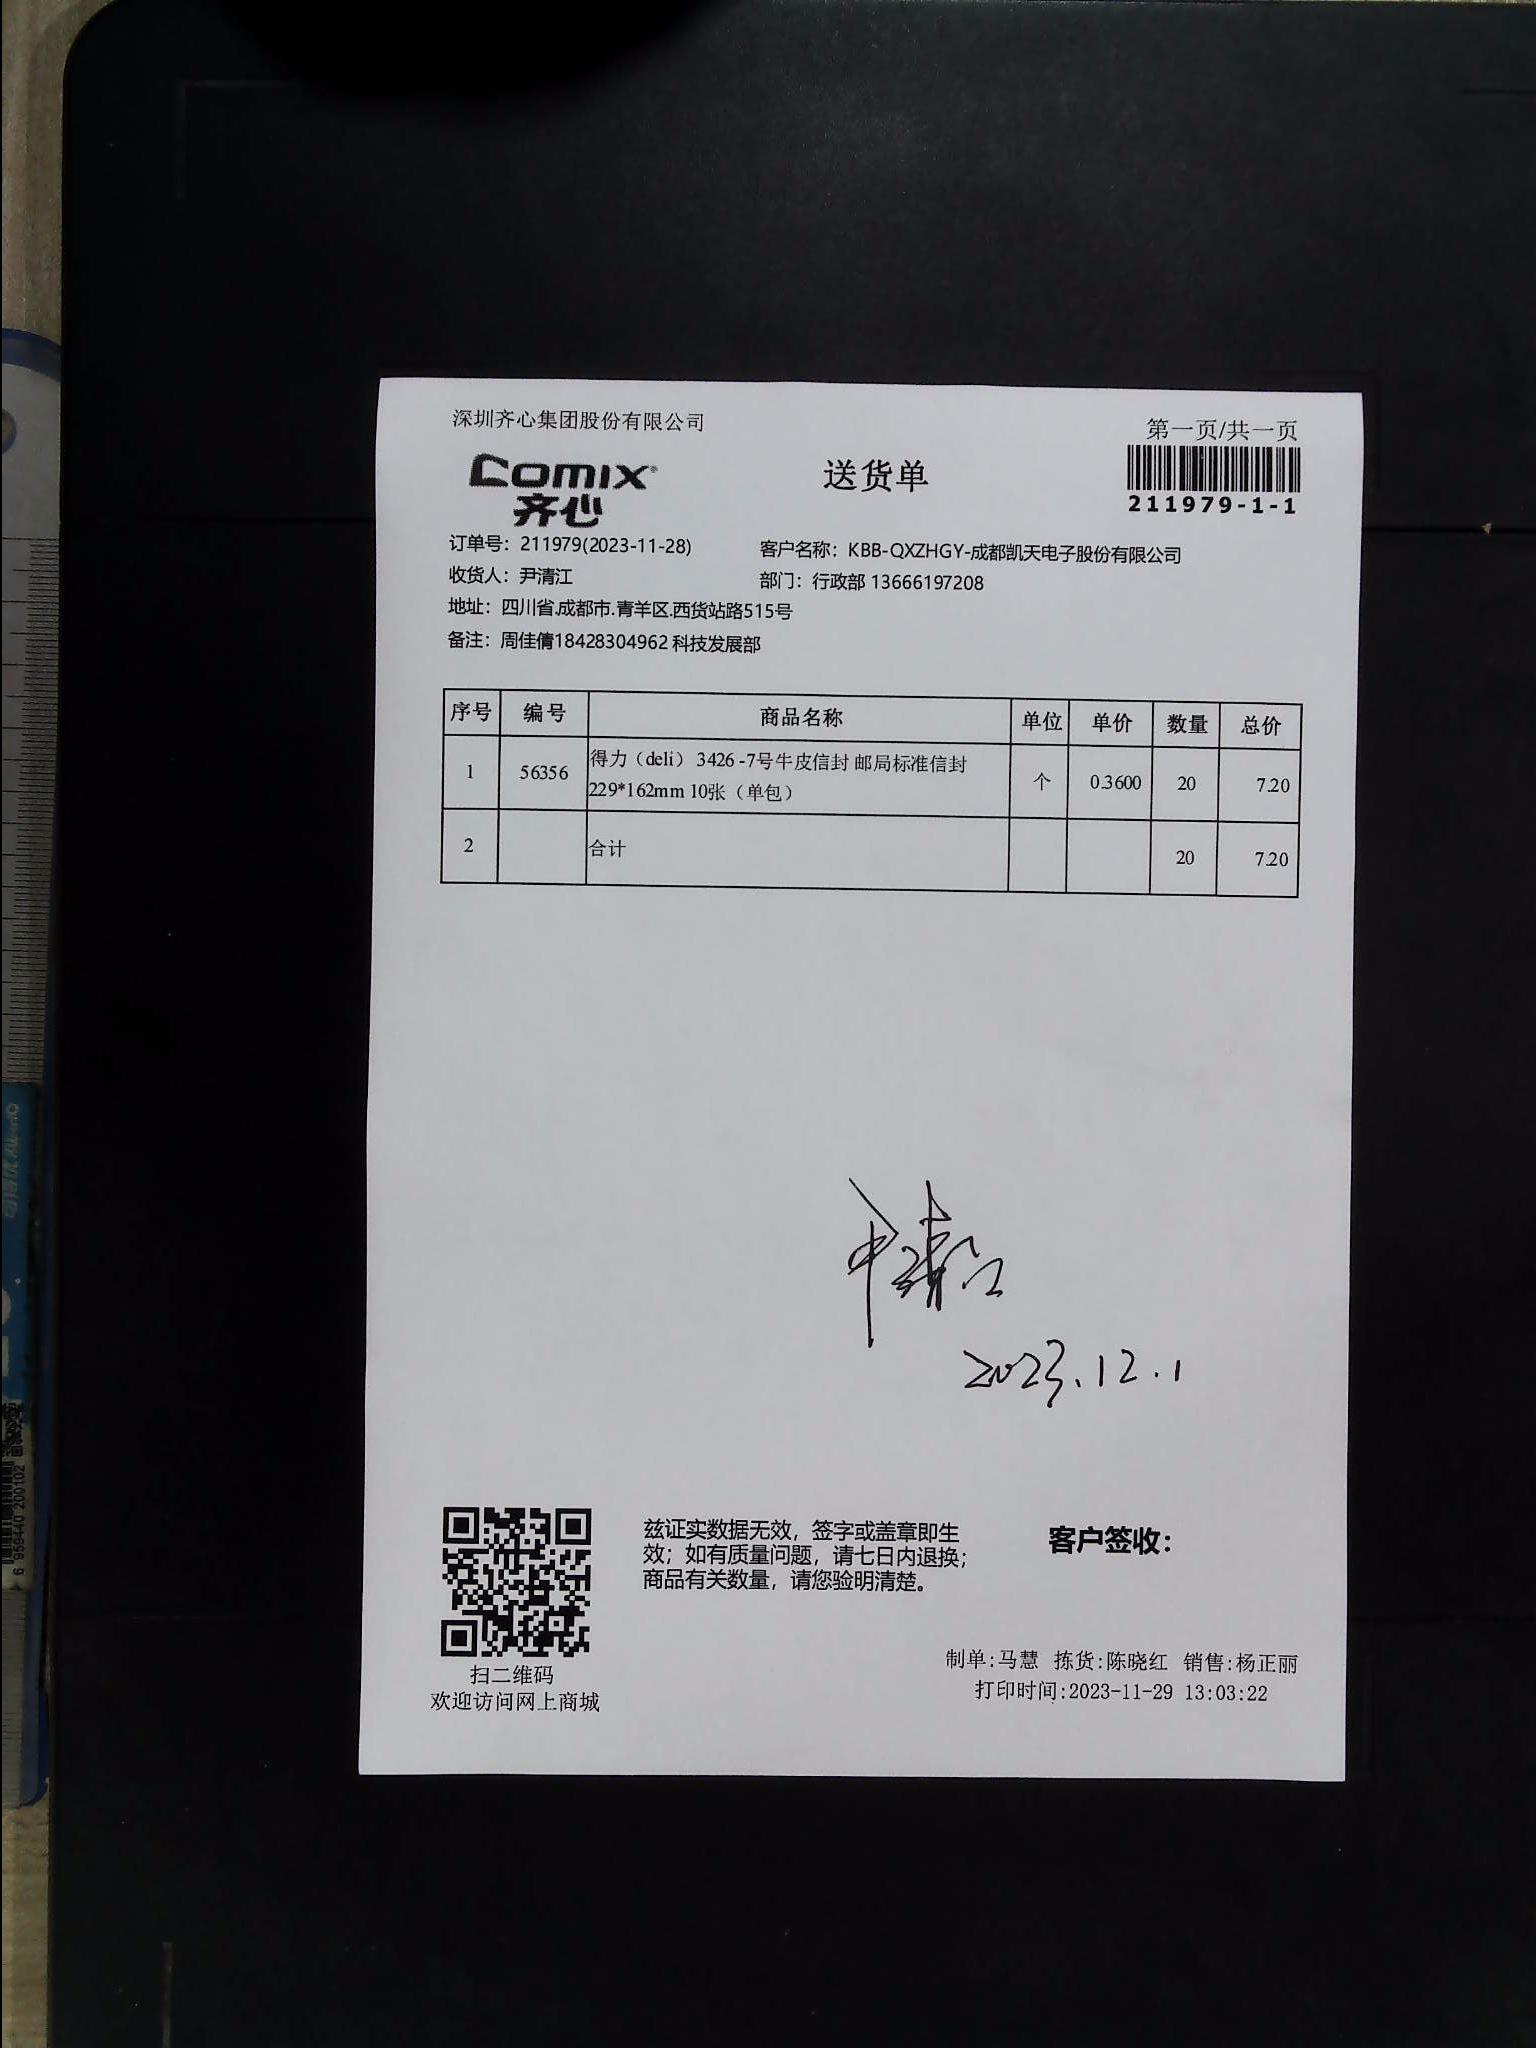 深圳齐心集团股份有限公司
第一页/共一页
comix
齐心
送货单
211979-1-1
订单号：211979(2023-11-28)
客户名称：KBB-QXZHGY-成都凯天电子股份有限公司
收货人：尹清江
部门：行政部 13666197208
地址：四川省.成都市.青羊区.西货站路515号
备注：周佳倩18428304962 科技发展部
序号 编号 商品名称 单位 单价 数量 总价
1 56356 得力（deli） 3426 -7号牛皮信封 邮局标准信封 229*162mm 10张（单包） 个 0.3600 20 7.20
2 合计 20 7.20
尹清江
2023.12.1
兹证实数据无效，签字或盖章即生
效；如有质量问题，请七日内退换；
商品有关数量，请您验明清楚。
客户签收：
扫二维码
欢迎访问网上商城
制单:马慧 拣货:陈晓红 销售:杨正丽
打印时间:2023-11-29 13:03:22
6 959440 200102